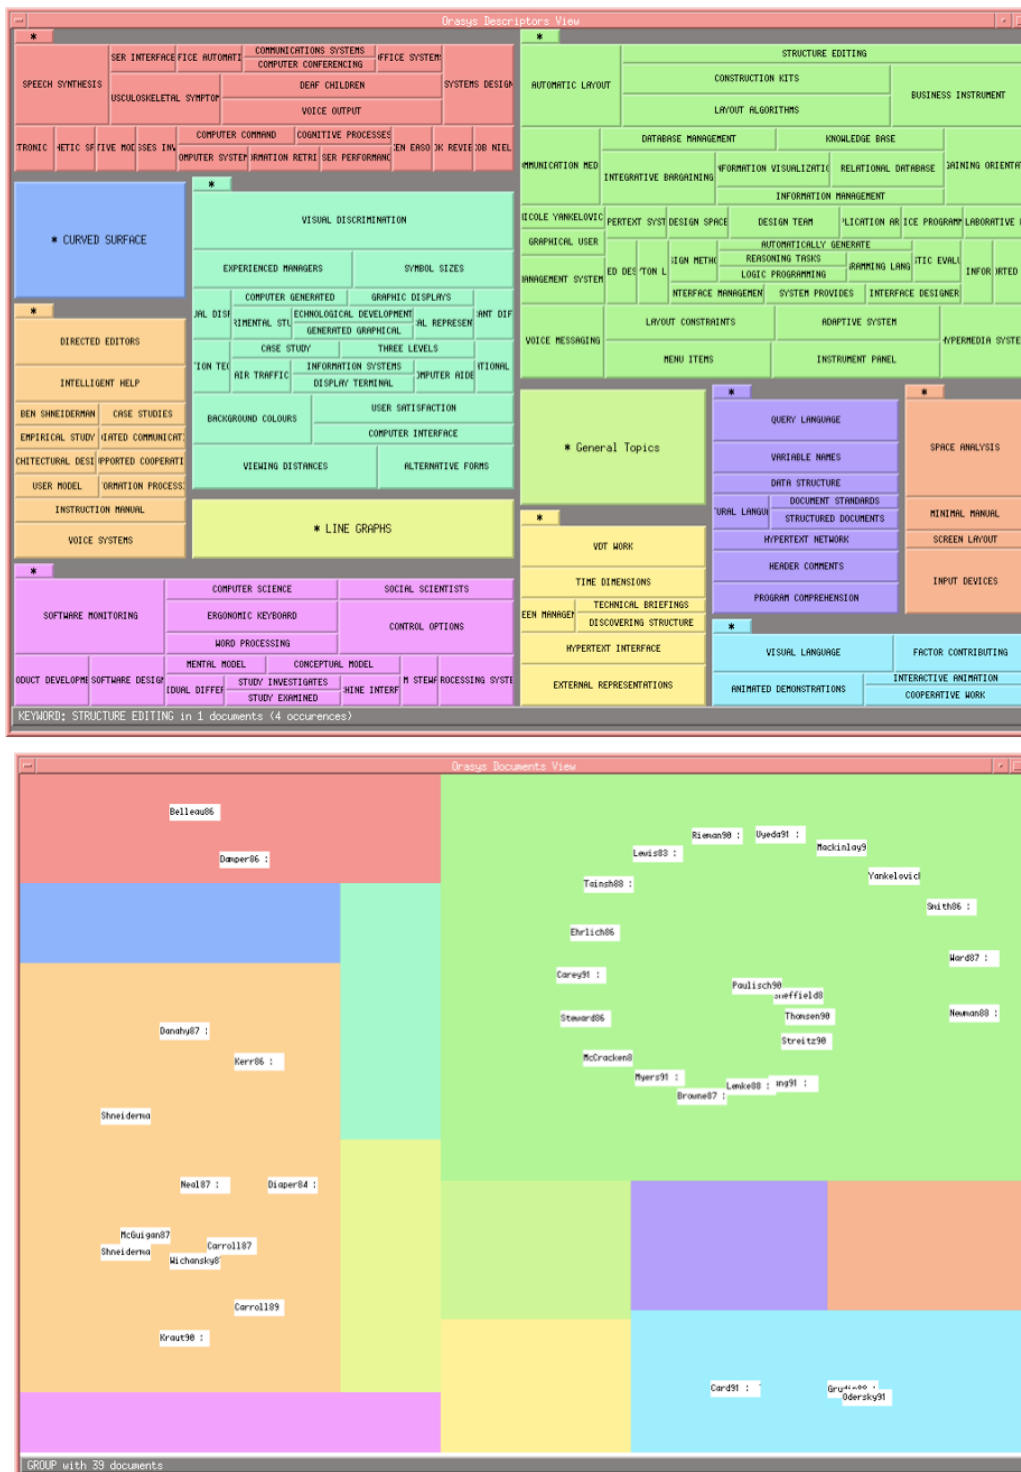 Orasys Descriptors View
*
SPEECH SYNTHESIS
COMMUNICATIONS SYSTEMS
COMPUTER CONFERENCING
DEAF CHILDREN
VOICE OUTPUT
SYSTEMS DESIGN
COMPUTER COMMAND
COGNITIVE PROCESSES
* CURVED SURFACE
*
VISUAL DISCRIMINATION
EXPERIENCED MANAGERS
SYMBOL SIZES
COMPUTER GENERATED
GRAPHIC DISPLAYS
GENERATED GRAPHICAL
CASE STUDY
THREE LEVELS
AIR TRAFFIC
INFORMATION SYSTEMS
DISPLAY TERMINAL
BACKGROUND COLOURS
USER SATISFACTION
COMPUTER INTERFACE
VIEWING DISTANCES
ALTERNATIVE FORMS
*
DIRECTED EDITORS
INTELLIGENT HELP
BEN SHNEIDERMAN
CASE STUDIES
EMPIRICAL STUDY
USER MODEL
INSTRUCTION MANUAL
VOICE SYSTEMS
* LINE GRAPHS
*
SOFTWARE MONITORING
COMPUTER SCIENCE
SOCIAL SCIENTISTS
ERGONOMIC KEYBOARD
CONTROL OPTIONS
WORD PROCESSING
MENTAL MODEL
CONCEPTUAL MODEL
STUDY INVESTIGATES
STUDY EXAMINED
*
AUTOMATIC LAYOUT
STRUCTURE EDITING
CONSTRUCTION KITS
LAYOUT ALGORITHMS
BUSINESS INSTRUMENT
DATABASE MANAGEMENT
KNOWLEDGE BASE
INTEGRATIVE BARGAINING
RELATIONAL DATABASE
INFORMATION MANAGEMENT
DESIGN SPACE
DESIGN TEAM
GRAPHICAL USER
AUTOMATICALLY GENERATE
REASONING TASKS
LOGIC PROGRAMMING
SYSTEM PROVIDES
INTERFACE DESIGNER
VOICE MESSAGING
LAYOUT CONSTRAINTS
ADAPTIVE SYSTEM
MENU ITEMS
INSTRUMENT PANEL
* General Topics
*
QUERY LANGUAGE
VARIABLE NAMES
DATA STRUCTURE
DOCUMENT STANDARDS
STRUCTURED DOCUMENTS
HYPERTEXT NETWORK
HEADER COMMENTS
PROGRAM COMPREHENSION
*
SPACE ANALYSIS
MINIMAL MANUAL
SCREEN LAYOUT
INPUT DEVICES
*
VDT WORK
TIME DIMENSIONS
TECHNICAL BRIEFINGS
DISCOVERING STRUCTURE
HYPERTEXT INTERFACE
EXTERNAL REPRESENTATIONS
*
VISUAL LANGUAGE
FACTOR CONTRIBUTING
ANIMATED DEMONSTRATIONS
INTERACTIVE ANIMATION
COOPERATIVE WORK
KEYWORD: STRUCTURE EDITING in 1 documents (4 occurences)
Orasys Documents View
Belleau86
Damper86 :
Danahy87 :
Kerr86 :
Shneiderma
Neal87 :
Diaper84 :
McGuigan87
Shneiderma
Carroll87
Wichansky8
Carroll89
Kraut90 :
Rieman90 :
Uyeda91 :
Lewis83 :
Mackinlay9
Yankelovich
Tainsh88 :
Smith86 :
Ehrlich86
Ward87 :
Carey91 :
Paulisch90
Steward86
Thomsen90
Newman88 :
Streitz90
McCracken8
Myers91 :
Lemke88 :
Browne87 :
Card91 :
Odersky91
GROUP with 39 documents